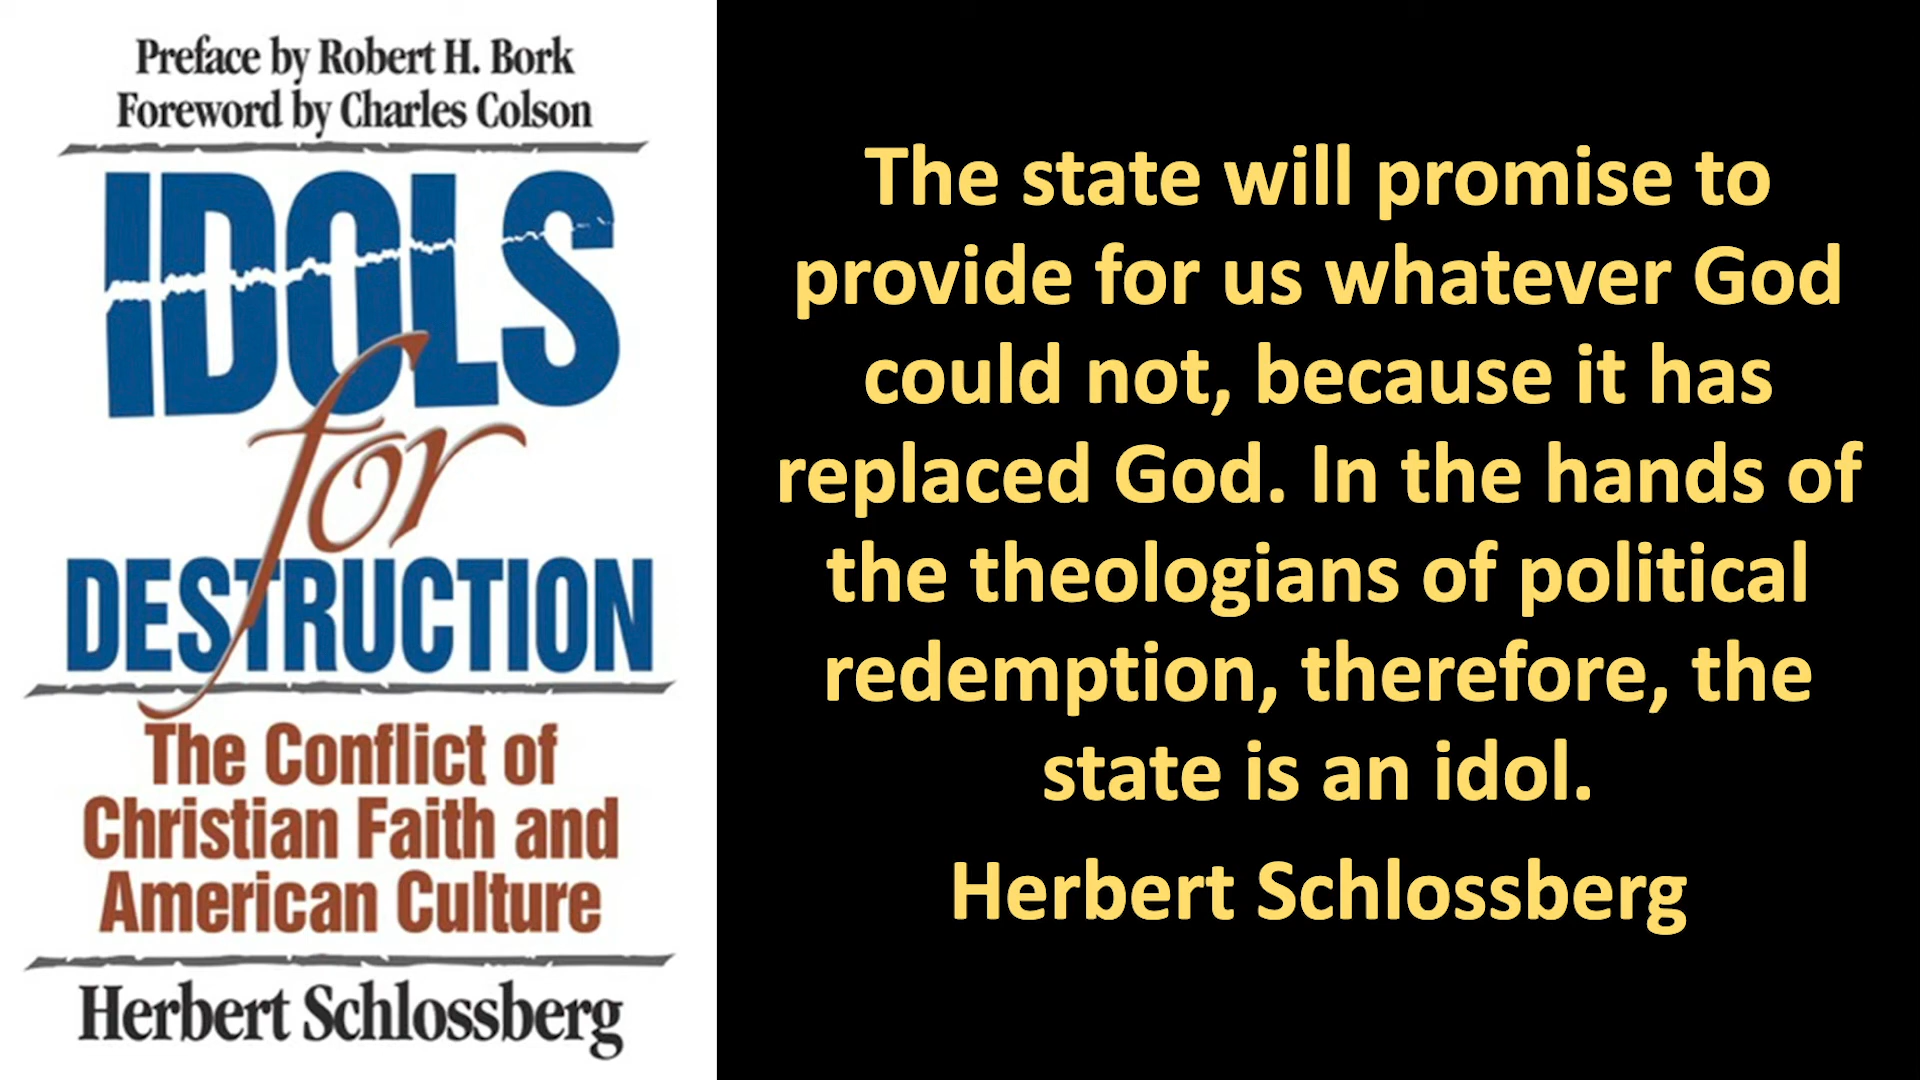 Preface by Robert H. Bork
Foreword by Charles Colson
IDOLS
for
DESTRUCTION
The Conflict of
Christian Faith and
American Culture
Herbert Schlossberg
The state will promise to
provide for us whatever God
could not, because it has
replaced God. In the hands of
the theologians of political
redemption, therefore, the
state is an idol.
Herbert Schlossberg